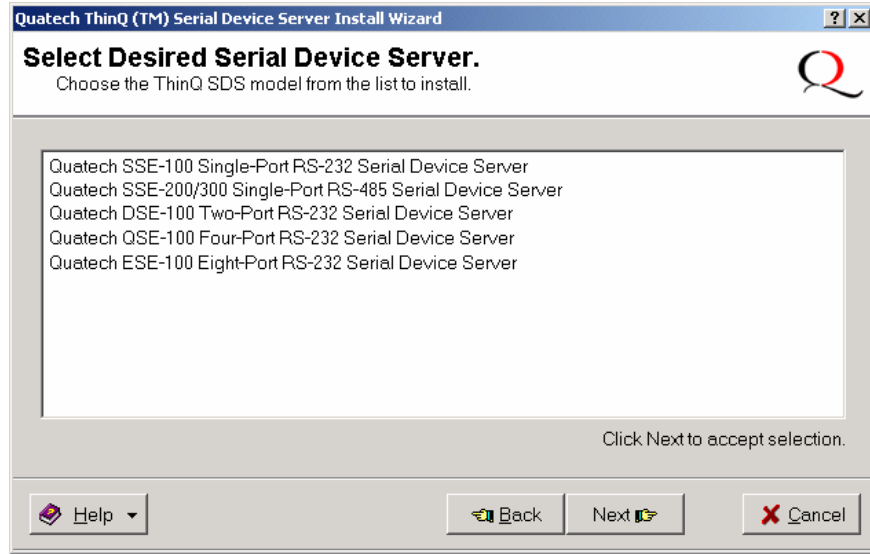 Quatech ThinQ (TM) Serial Device Server Install Wizard
Select Desired Serial Device Server.
Choose the ThinQ SDS model from the list to install.
Quatech SSE-100 Single-Port RS-232 Serial Device Server
Quatech SSE-200/300 Single-Port RS-485 Serial Device Server
Quatech DSE-100 Two-Port RS-232 Serial Device Server
Quatech QSE-100 Four-Port RS-232 Serial Device Server
Quatech ESE-100 Eight-Port RS-232 Serial Device Server
Click Next to accept selection.
Help Back Next Cancel